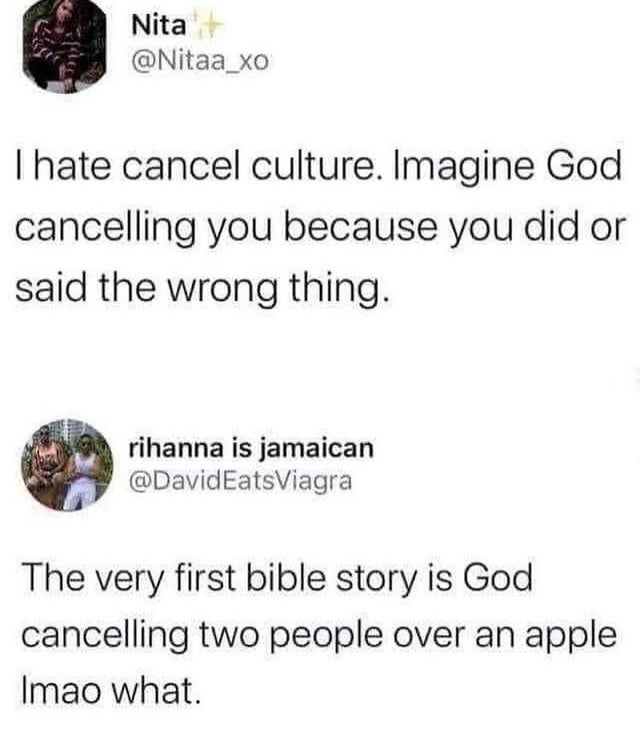 Nita✨
@Nitaa_xo
I hate cancel culture. Imagine God
cancelling you because you did or
said the wrong thing.
rihanna is jamaican
@DavidEatsViagra
The very first bible story is God
cancelling two people over an apple
lmao what.